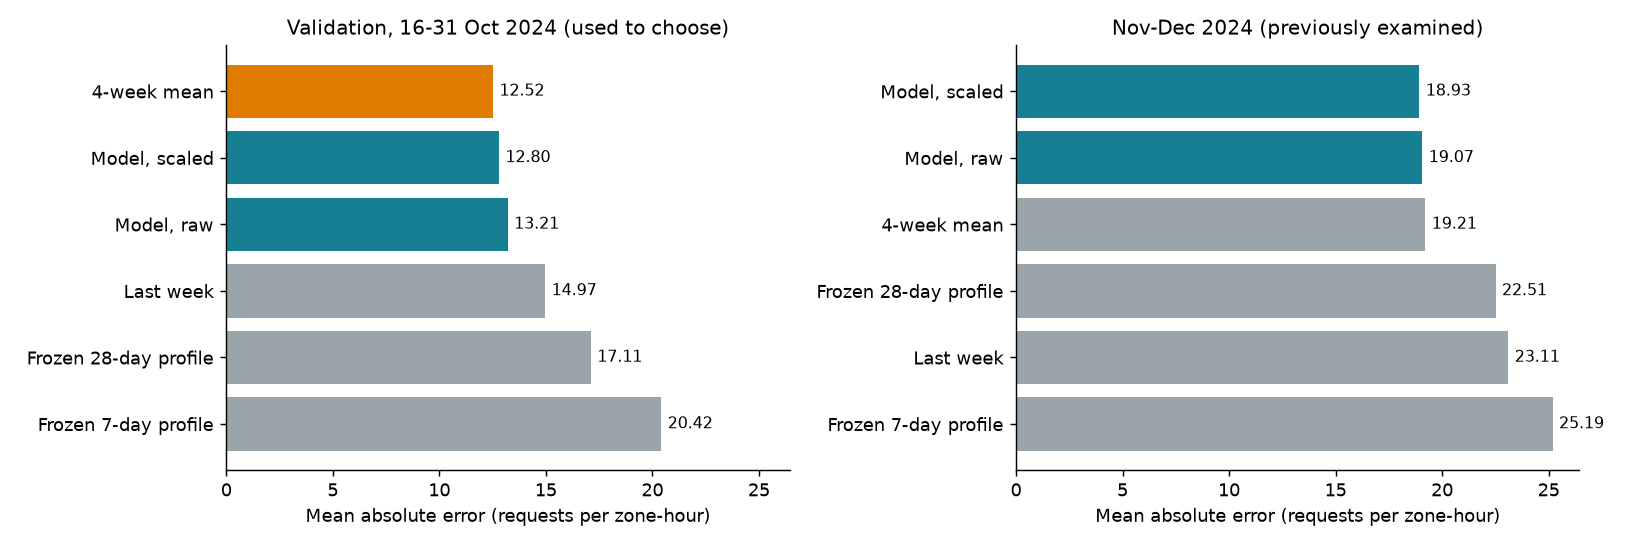 Validation, 16-31 Oct 2024 (used to choose)
4-week mean 12.52
Model, scaled 12.80
Model, raw 13.21
Last week 14.97
Frozen 28-day profile 17.11
Frozen 7-day profile 20.42
0 5 10 15 20 25
Mean absolute error (requests per zone-hour)
Nov-Dec 2024 (previously examined)
Model, scaled 18.93
Model, raw 19.07
4-week mean 19.21
Frozen 28-day profile 22.51
Last week 23.11
Frozen 7-day profile 25.19
0 5 10 15 20 25
Mean absolute error (requests per zone-hour)